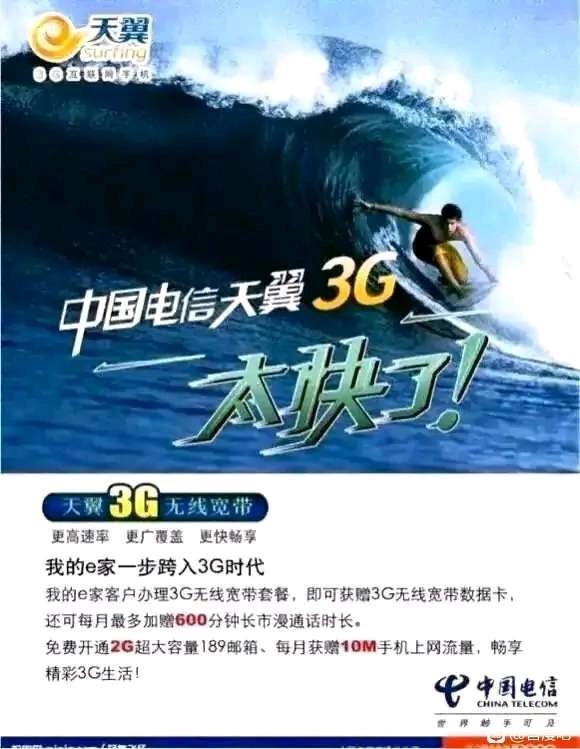 天翼
surfing
3G互联网手机
中国电信天翼 3G
太快了!
天翼3G无线宽带
更高速率 更广覆盖 更快畅享
我的e家一步跨入3G时代
我的e家客户办理3G无线宽带套餐，即可获赠3G无线宽带数据卡，
还可每月最多加赠600分钟长市漫通话时长。
免费开通2G超大容量189邮箱、每月获赠10M手机上网流量，畅享
精彩3G生活!
中国电信
CHINA TELECOM
世界触手可及